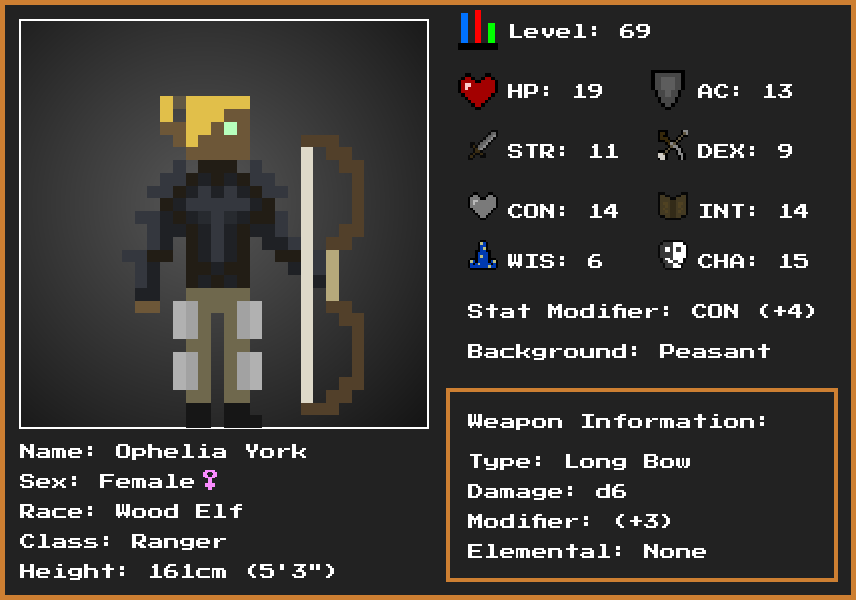 Level: 69
HP: 19
AC: 13
STR: 11
DEX: 9
CON: 14
INT: 14
WIS: 6
CHA: 15
Stat Modifier: CON (+4)
Background: Peasant
Name: Ophelia York
Sex: Female♀
Race: Wood Elf
Class: Ranger
Height: 161cm (5'3")
Weapon Information:
Type: Long Bow
Damage: d6
Modifier: (+3)
Elemental: None